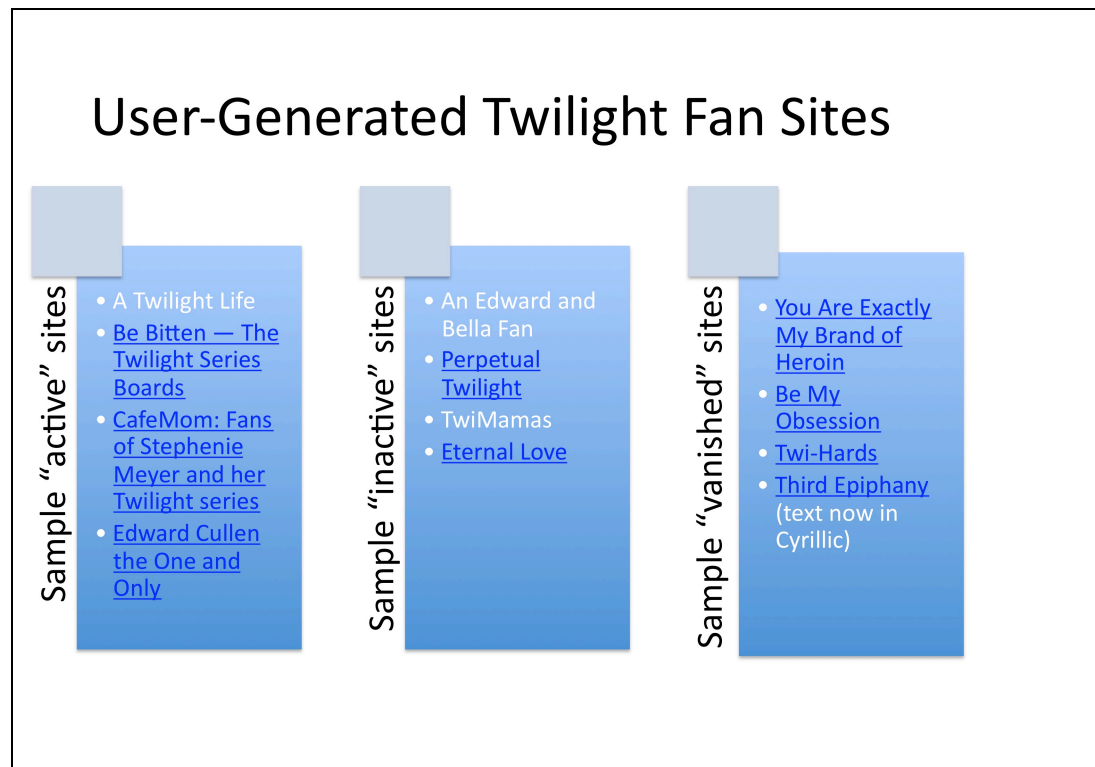 User-Generated Twilight Fan Sites
Sample “active” sites
• A Twilight Life
• Be Bitten — The
Twilight Series
Boards
• CafeMom: Fans
of Stephenie
Meyer and her
Twilight series
• Edward Cullen
the One and
Only
Sample “inactive” sites
• An Edward and
Bella Fan
• Perpetual
Twilight
• TwiMamas
• Eternal Love
Sample “vanished” sites
• You Are Exactly
My Brand of
Heroin
• Be My
Obsession
• Twi-Hards
• Third Epiphany
(text now in
Cyrillic)